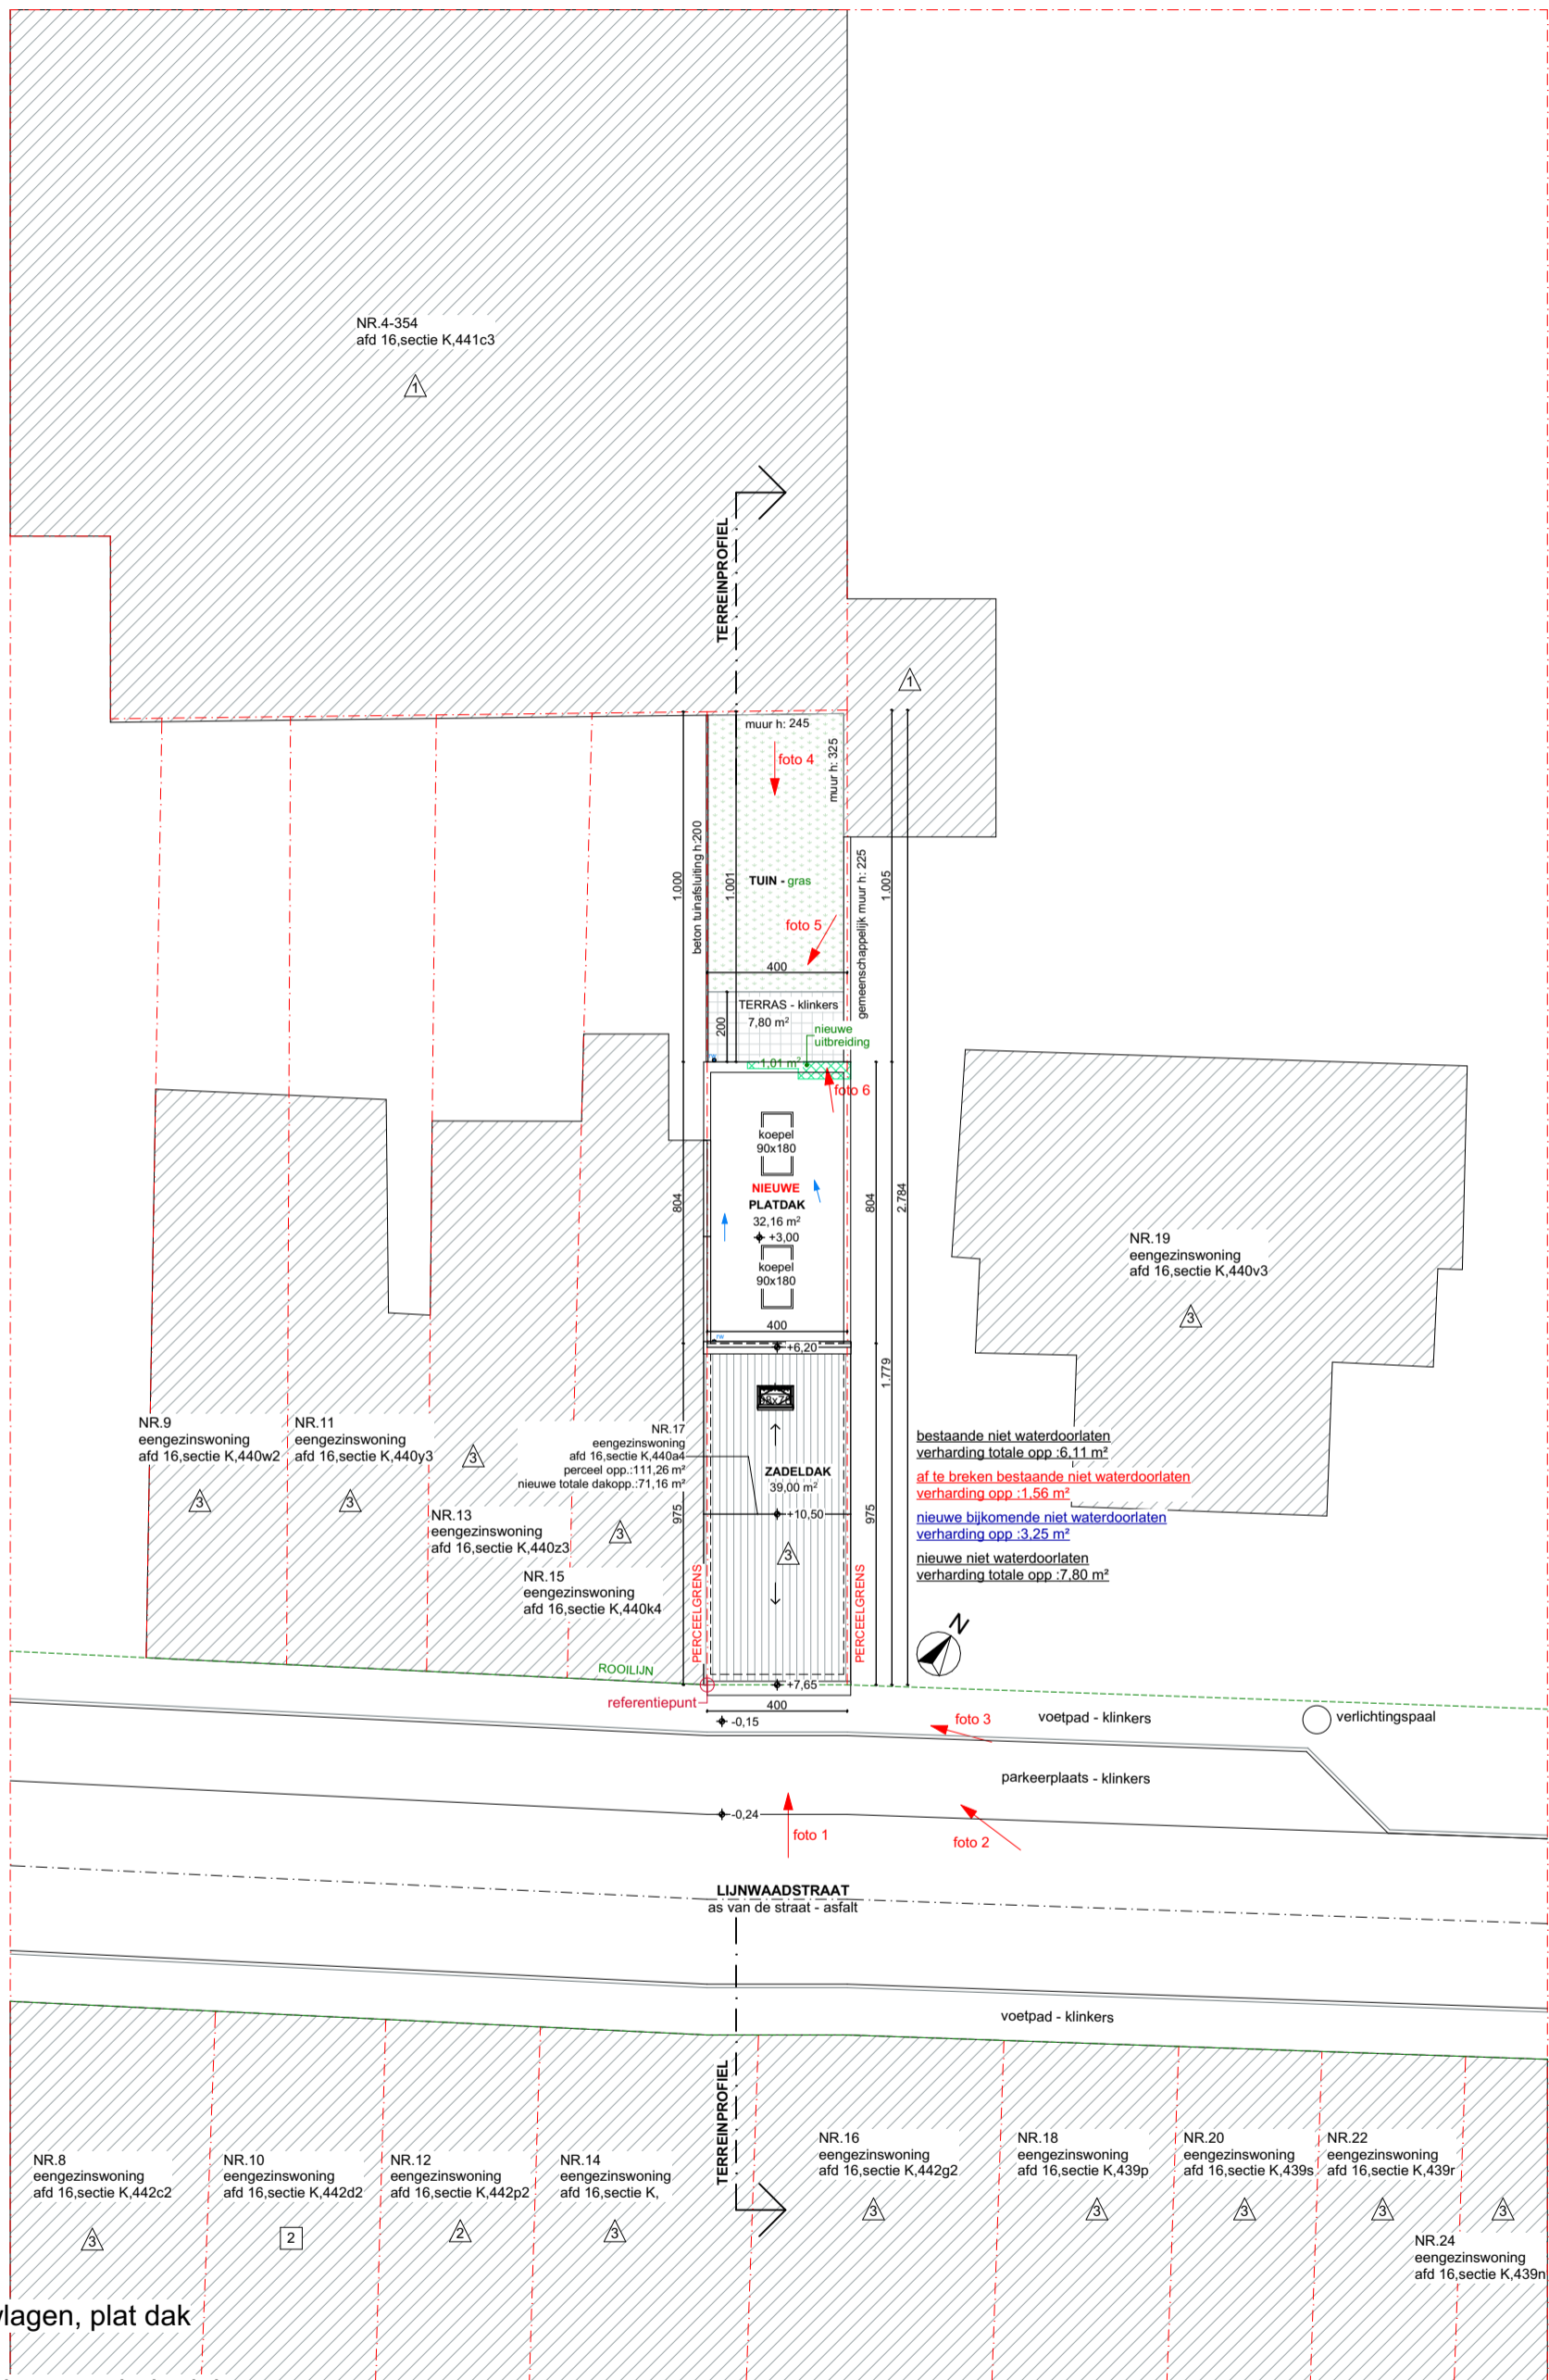 NR.4-354
afd 16,sectie K,441c3
1
TERREINPROFIEL
1
muur h: 245
muur h: 325
foto 4
1.000
beton tuinafsluiting h:200
1.001
TUIN - gras
gemeenschappelijk muur h: 225
1.005
foto 5
400
TERRAS - klinkers
7,80 m²
200
nieuwe
uitbreiding
1,01 m²
foto 6
koepel
90x180
NIEUWE
PLATDAK
32,16 m²
+3,00
804
804
2.784
koepel
90x180
400
rw
+6,20
1.779
NR.19
eengezinswoning
afd 16,sectie K,440v3
3
NR.9
eengezinswoning
afd 16,sectie K,440w2
3
NR.11
eengezinswoning
afd 16,sectie K,440y3
3
3
NR.13
eengezinswoning
afd 16,sectie K,440z3
3
NR.15
eengezinswoning
afd 16,sectie K,440k4
NR.17
eengezinswoning
afd 16,sectie K,440a4
perceel opp.:111,26 m²
nieuwe totale dakopp.:71,16 m²
ZADELDAK
39,00 m²
+10,50
3
975
975
PERCEELGRENS
PERCEELGRENS
bestaande niet waterdoorlaten
verharding totale opp :6,11 m²
af te breken bestaande niet waterdoorlaten
verharding opp :1,56 m²
nieuwe bijkomende niet waterdoorlaten
verharding opp :3,25 m²
nieuwe niet waterdoorlaten
verharding totale opp :7,80 m²
N
ROOILIJN
referentiepunt
+7,65
400
-0,15
foto 3
voetpad - klinkers
verlichtingspaal
parkeerplaats - klinkers
-0,24
foto 1
foto 2
LIJNWAADSTRAAT
as van de straat - asfalt
voetpad - klinkers
TERREINPROFIEL
NR.8
eengezinswoning
afd 16,sectie K,442c2
3
NR.10
eengezinswoning
afd 16,sectie K,442d2
2
NR.12
eengezinswoning
afd 16,sectie K,442p2
2
NR.14
eengezinswoning
afd 16,sectie K,
3
NR.16
eengezinswoning
afd 16,sectie K,442g2
3
NR.18
eengezinswoning
afd 16,sectie K,439p
3
NR.20
eengezinswoning
afd 16,sectie K,439s
3
NR.22
eengezinswoning
afd 16,sectie K,439r
3
3
NR.24
eengezinswoning
afd 16,sectie K,439n
lagen, plat dak